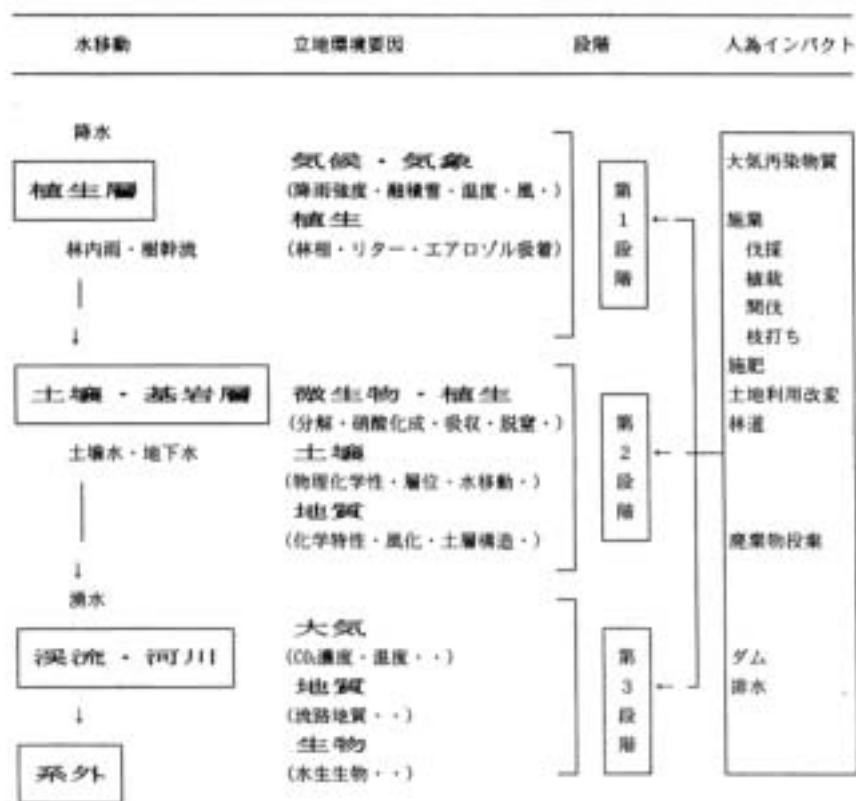 水移動 立地環境要因 段階 人為インパクト
降水
植生層
林内雨・樹幹流
↓
土壌・基岩層
土壌水・地下水
↓
湧水
渓流・河川
↓
系外
気候・気象
(降雨強度・融積雪・温度・風・)
植生
(林相・リター・エアロゾル吸着)
微生物・植生
(分解・硝酸化成・吸収・脱窒・)
土壌
(物理化学性・層位・水移動・)
地質
(化学特性・風化・土層構造・)
大気
(CO₂濃度・温度・・)
地質
(流路地質・・)
生物
(水生生物・・)
第1段階
←
第2段階
←
第3段階
←
大気汚染物質
施業
伐採
植栽
間伐
枝打ち
施肥
土地利用改変
林道
廃棄物投棄
ダム
排水